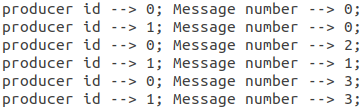 producer id --> 0; Message number --> 0;
producer id --> 1; Message number --> 0;
producer id --> 0; Message number --> 2;
producer id --> 1; Message number --> 1;
producer id --> 0; Message number --> 3;
producer id --> 1; Message number --> 3;